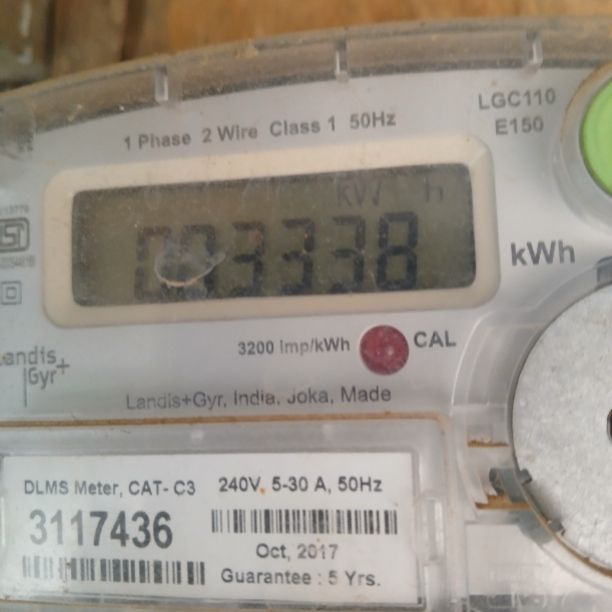 LGC110
E150
1 Phase 2 Wire Class 1 50Hz
kW h
3338
kWh
3200 Imp/kWh CAL
Landis+
Gyr
Landis+Gyr, India, Joka, Made
DLMS Meter, CAT- C3
3117436
240V, 5-30 A, 50Hz
Oct, 2017
Guarantee : 5 Yrs.